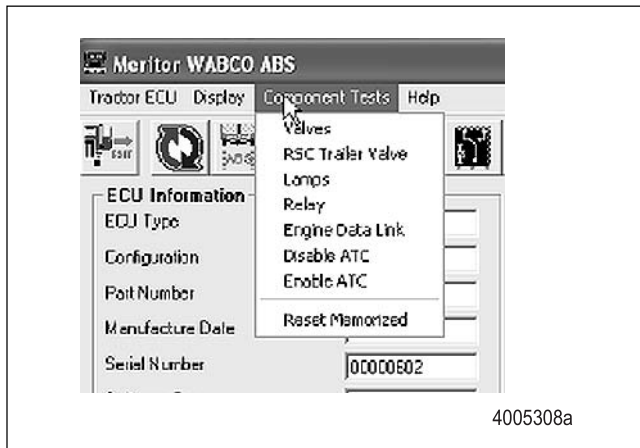 Meritor WABCO ABS
Tractor ECU Display Component Tests Help
Valves
RSC Trailer Valve
Lamps
Relay
Engine Data Link
Disable ATC
Enable ATC
Reset Memorized
ECU Information
ECU Type
Configuration
Part Number
Manufacture Date
Serial Number 00000602
4005308a